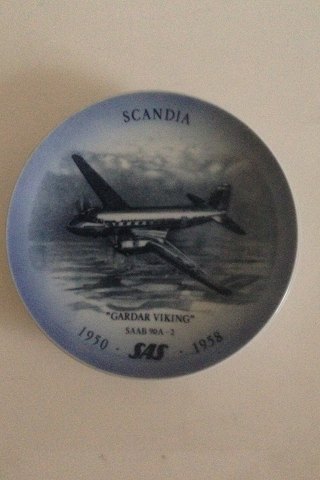 SCANDIA
"GARDAR VIKING"
SAAB 90A-2
1950 · SAS · 1958